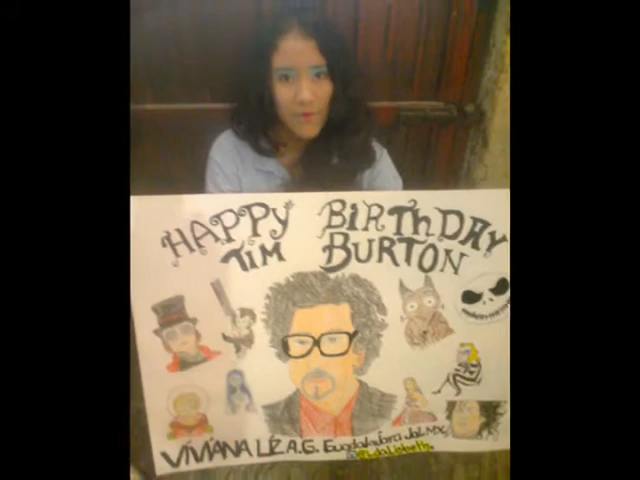 HAPPY BiRThDAY
TiM BURTON
ViViANA LiZ A.G. Guadalajara Jal. MX.